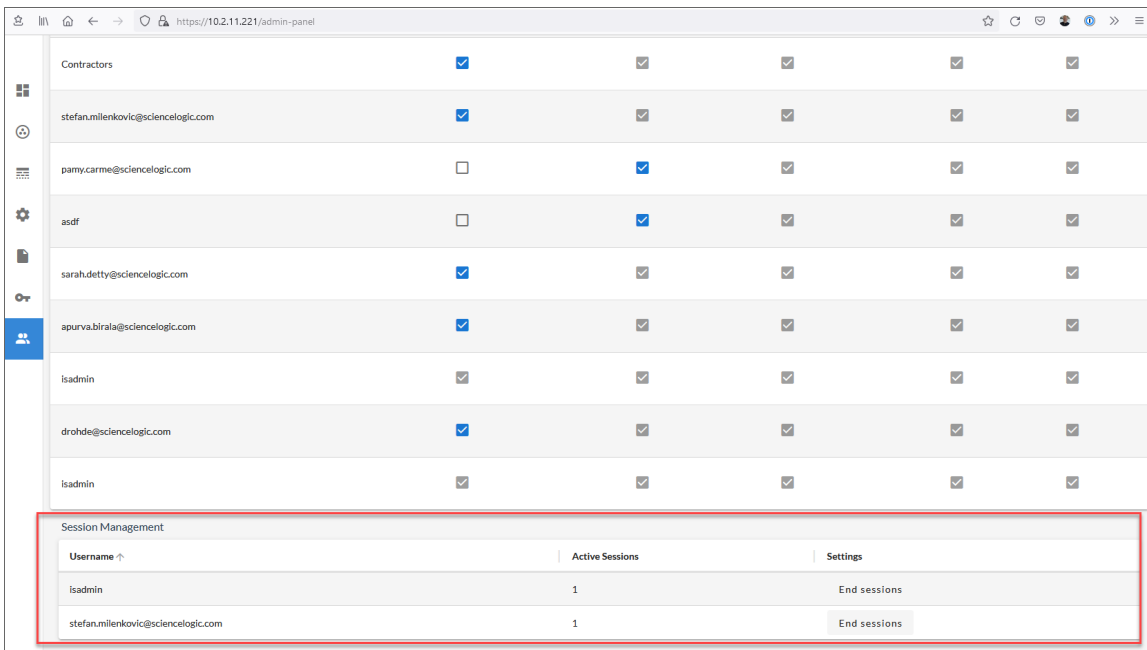 https://10.2.11.221/admin-panel
Contractors
stefan.milenkovic@sciencelogic.com
pamy.carme@sciencelogic.com
asdf
sarah.detty@sciencelogic.com
apurva.birala@sciencelogic.com
isadmin
drohde@sciencelogic.com
isadmin
Session Management
Username Active Sessions Settings
isadmin 1 End sessions
stefan.milenkovic@sciencelogic.com 1 End sessions